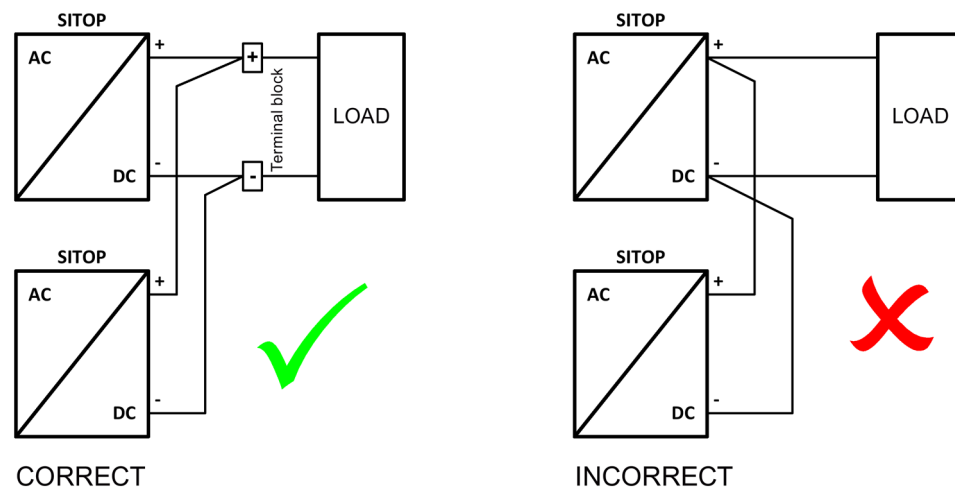 SITOP
AC
+
-
DC
+
-
Terminal block
LOAD
SITOP
AC
+
-
DC
CORRECT
SITOP
AC
+
-
DC
LOAD
SITOP
AC
+
-
DC
INCORRECT